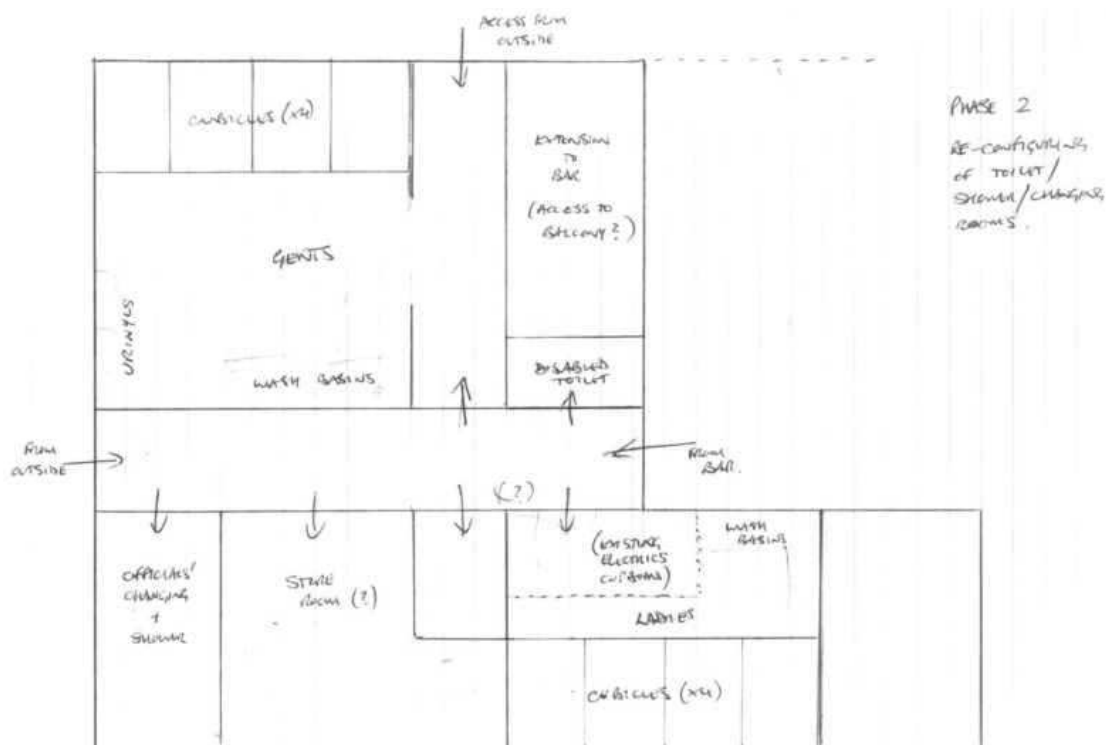 ACCESS FROM
OUTSIDE
CUBICLES (x4)
EXTENSION
TO
BAR
(ACCESS TO
BALCONY?)
PHASE 2
RE-CONFIGURING
OF TOILET/
SHOWER/CHANGING
ROOMS.
GENTS
URINALS
WASH BASINS
DISABLED
TOILET
FROM
OUTSIDE
FROM
BAR.
(?)
OFFICIALS'
CHANGING
+
SHOWER
STORE
ROOM (?)
(EXISTING
ELECTRICS
CUPBOARD)
WASH
BASINS
LADIES
CUBICLES (x4)